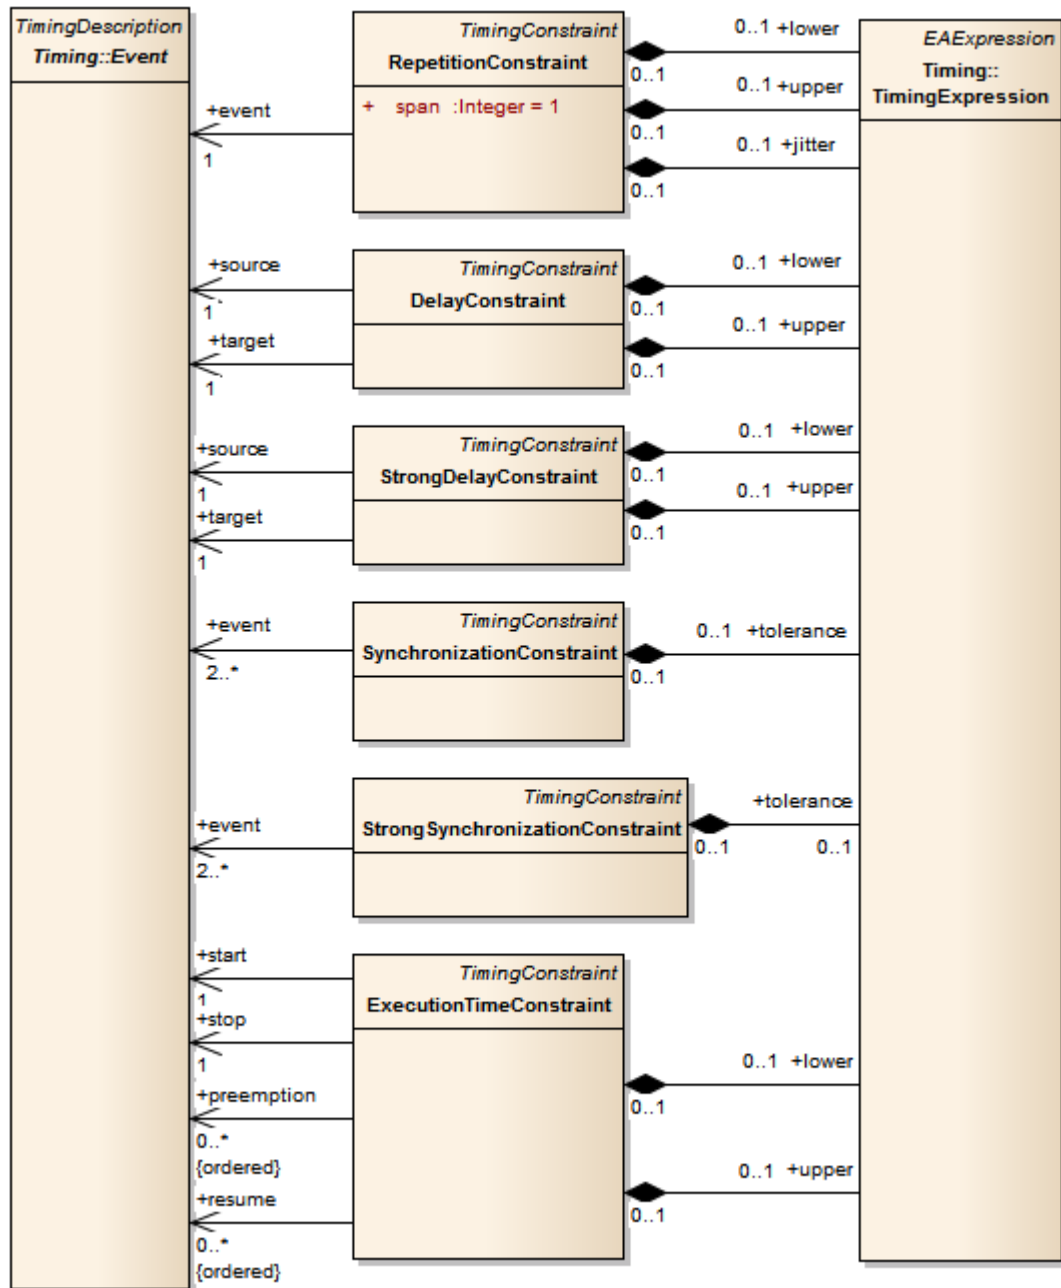 TimingDescription
Timing::Event
TimingConstraint
RepetitionConstraint
+ span :Integer = 1
EAExpression
Timing::
TimingExpression
+event
1
0..1 +lower
0..1
0..1 +upper
0..1
0..1 +jitter
0..1
TimingConstraint
DelayConstraint
+source
1
+target
1
0..1 +lower
0..1
0..1 +upper
0..1
TimingConstraint
StrongDelayConstraint
+source
1
+target
1
0..1 +lower
0..1
0..1 +upper
0..1
TimingConstraint
SynchronizationConstraint
+event
2..*
0..1 +tolerance
0..1
TimingConstraint
StrongSynchronizationConstraint
+event
2..*
+tolerance
0..1
0..1
TimingConstraint
ExecutionTimeConstraint
+start
1
+stop
1
+preemption
0..*
{ordered}
+resume
0..*
{ordered}
0..1 +lower
0..1
0..1 +upper
0..1